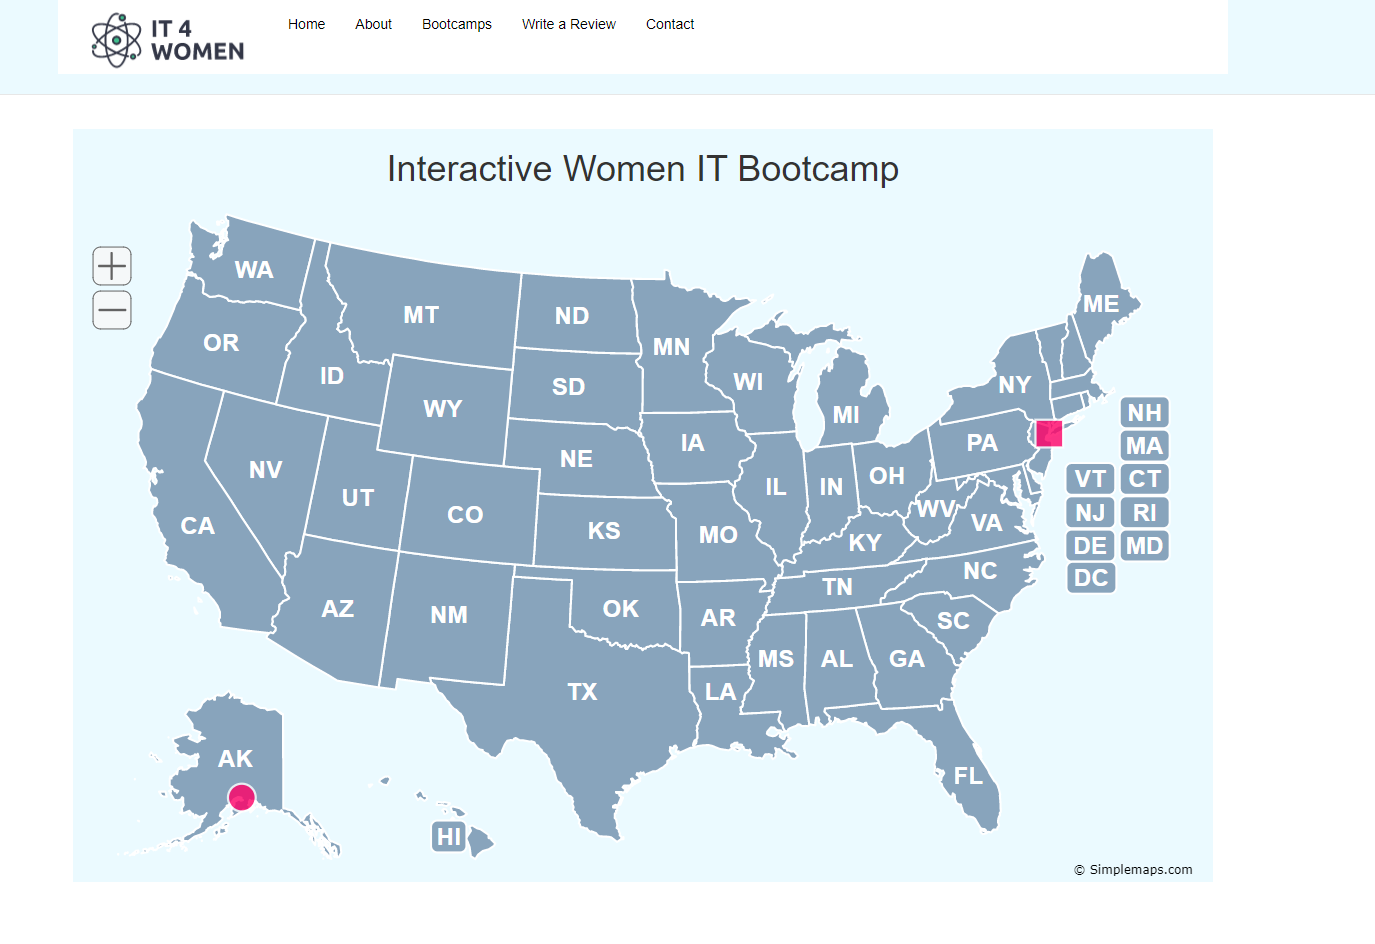 IT 4
WOMEN
Home About Bootcamps Write a Review Contact
Interactive Women IT Bootcamp
WA
MT
ND
ME
OR
MN
ID
SD
WI
NY
WY
MI
NH
IA
PA
MA
NV
NE
OH
VT CT
UT
IL
IN
CO
WV
NJ RI
CA
KS
MO
VA
KY
DE MD
NC
DC
TN
AZ
NM
OK
AR
SC
MS
AL
GA
TX
LA
AK
FL
HI
© Simplemaps.com